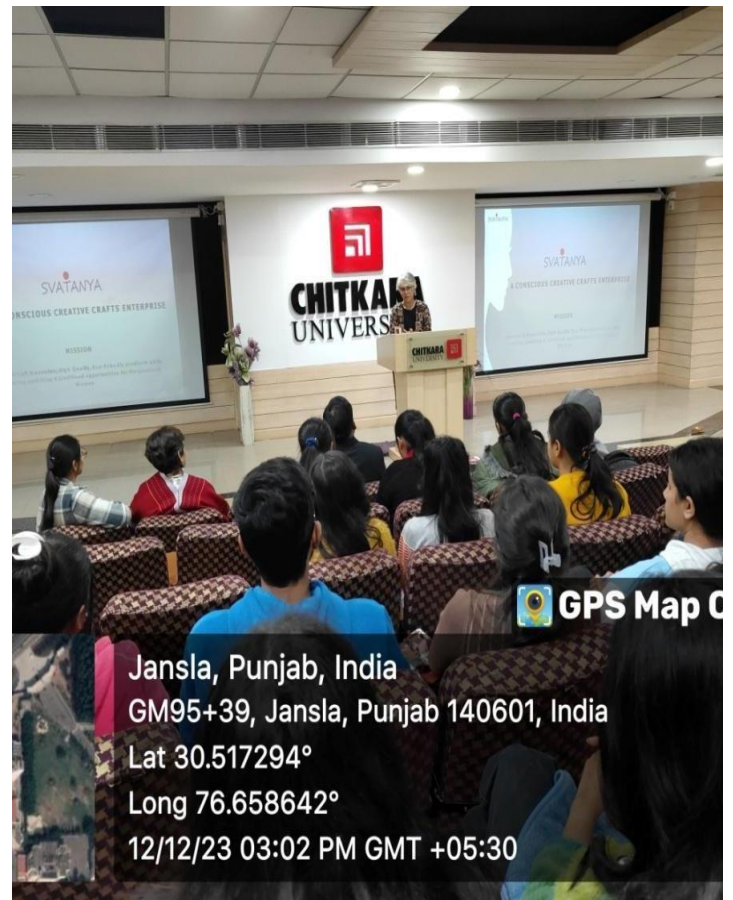 SVATANYA
CONSCIOUS CREATIVE CRAFTS ENTERPRISE
MISSION
CHITKARA
UNIVERS
CHITKARA
UNIVERSITY
SVATANYA
SVATANYA
A CONSCIOUS CREATIVE CRAFTS ENTERPRISE
MISSION
GPS Map C
Jansla, Punjab, India
GM95+39, Jansla, Punjab 140601, India
Lat 30.517294°
Long 76.658642°
12/12/23 03:02 PM GMT +05:30